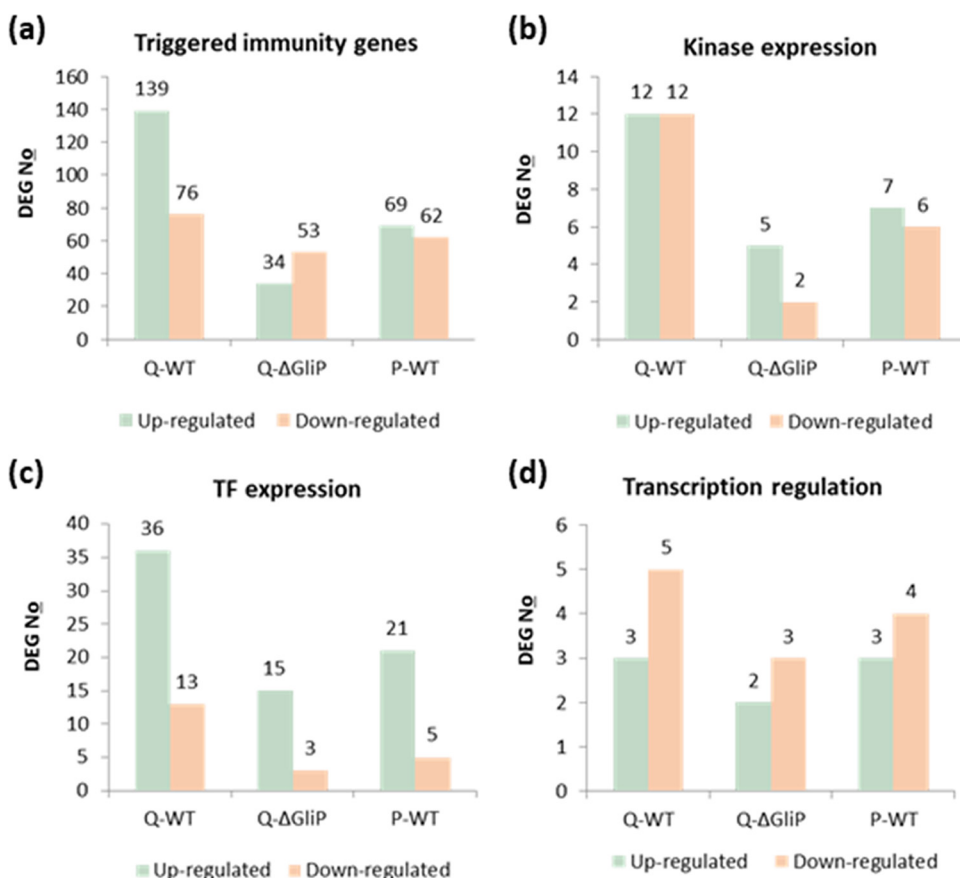 (a)
Triggered immunity genes
DEG No
160
140
120
100
80
60
40
20
0
139
76
34
53
69
62
Q-WT
Q-ΔGliP
P-WT
Up-regulated
Down-regulated
(b)
Kinase expression
DEG No
14
12
10
8
6
4
2
0
12
12
5
2
7
6
Q-WT
Q-ΔGliP
P-WT
Up-regulated
Down-regulated
(c)
TF expression
DEG No
40
35
30
25
20
15
10
5
0
36
13
15
3
21
5
Q-WT
Q-ΔGliP
P-WT
Up-regulated
Down-regulated
(d)
Transcription regulation
DEG No
6
5
4
3
2
1
0
3
5
2
3
3
4
Q-WT
Q-ΔGliP
P-WT
Up-regulated
Down-regulated